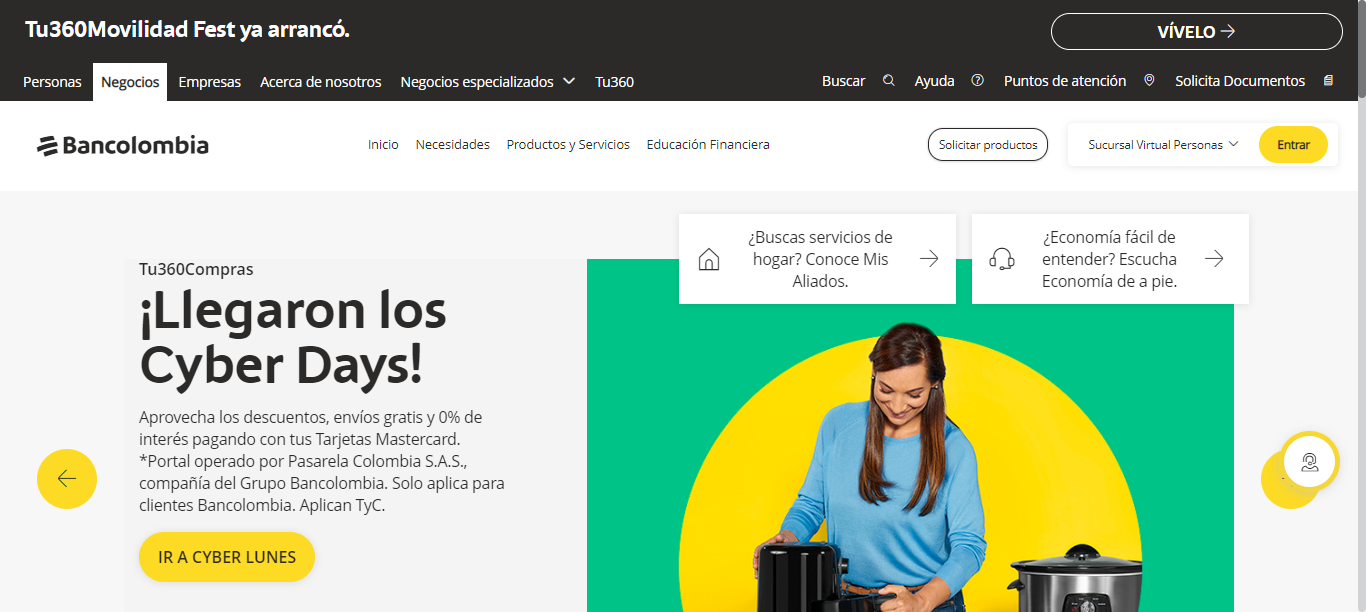 Tu360Movilidad Fest ya arrancó.
VÍVELO
Personas Negocios Empresas Acerca de nosotros Negocios especializados Tu360
Buscar Ayuda Puntos de atención Solicita Documentos
Bancolombia
Inicio Necesidades Productos y Servicios Educación Financiera
Solicitar productos
Sucursal Virtual Personas
Entrar
¿Buscas servicios de
hogar? Conoce Mis
Aliados.
¿Economía fácil de
entender? Escucha
Economía de a pie.
Tu360Compras
¡Llegaron los
Cyber Days!
Aprovecha los descuentos, envíos gratis y 0% de
interés pagando con tus Tarjetas Mastercard.
*Portal operado por Pasarela Colombia S.A.S.,
compañía del Grupo Bancolombia. Solo aplica para
clientes Bancolombia. Aplican TyC.
IR A CYBER LUNES